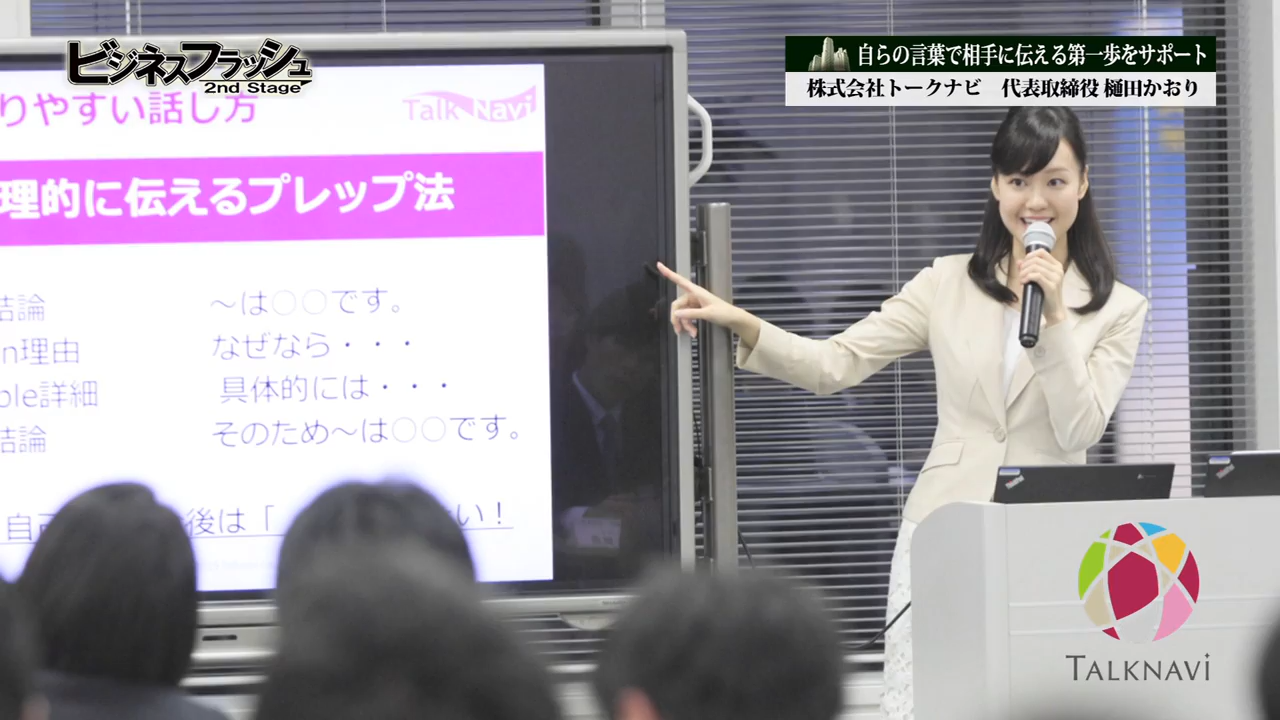 ビジネスフラッシュ
2nd Stage
自らの言葉で相手に伝える第一歩をサポート
株式会社トークナビ　代表取締役 樋田かおり
りやすい話し方
Talk Navi
理的に伝えるプレップ法
結論　～は○○です。
n理由　なぜなら・・・
ple詳細　具体的には・・・
結論　そのため～は○○です。
後は「
い！
TALKNAVI